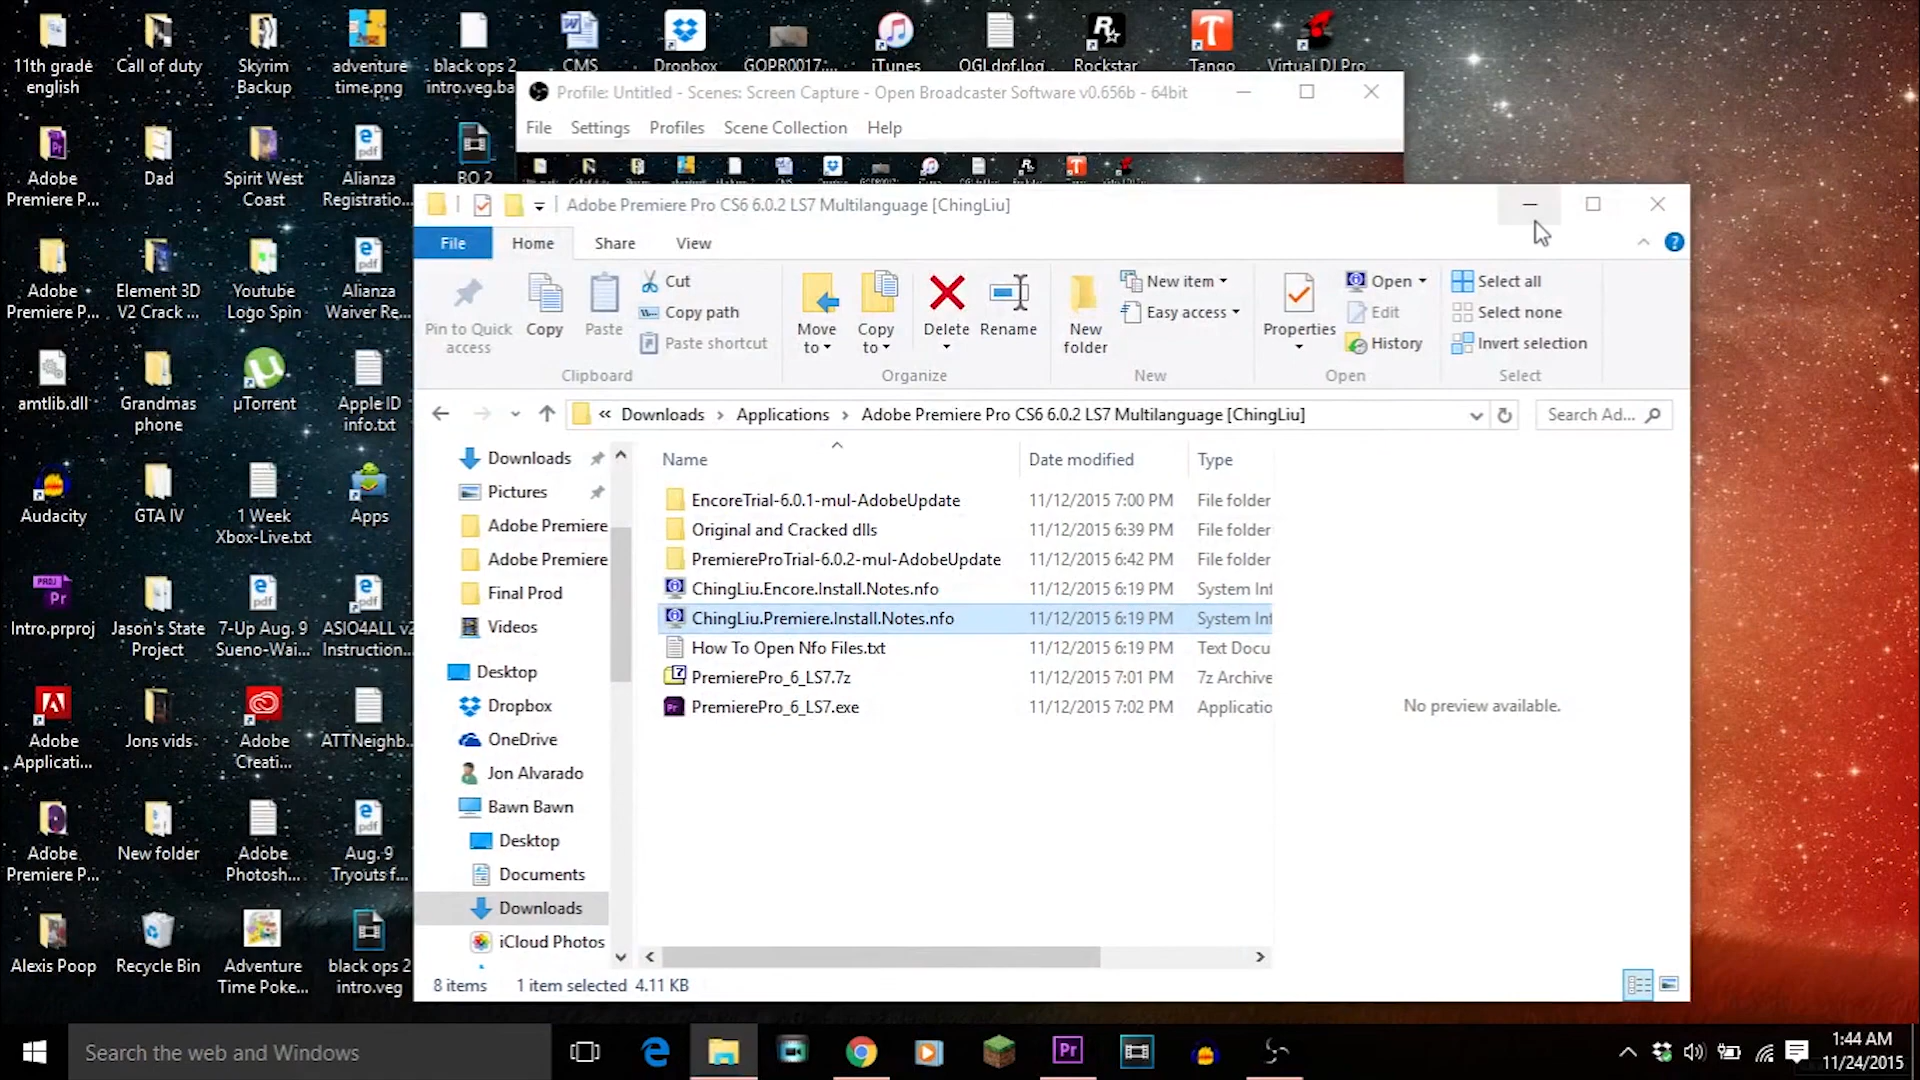 11th grade
english
Call of duty
Skyrim
Backup
adventure
time.png
black ops 2
intro.veg.ba
CMS
Dropbox
GOPR0017:...
iTunes
OGLdpf.log
Rockstar
Tango
Virtual DJ Pro
Profile: Untitled - Scenes: Screen Capture - Open Broadcaster Software v0.656b - 64bit
File Settings Profiles Scene Collection Help
Adobe
Premiere P...
Dad
Spirit West
Coast
Alianza
Registratio...
BO 2
Adobe Premiere Pro CS6 6.0.2 LS7 Multilanguage [ChingLiu]
File Home Share View
Pin to Quick
access
Copy
Paste
Cut
Copy path
Paste shortcut
Clipboard
Move
to
Copy
to
Delete
Rename
Organize
New
folder
New item
Easy access
New
Properties
Open
Edit
History
Open
Select all
Select none
Invert selection
Select
Adobe
Premiere P...
Element 3D
V2 Crack ...
Youtube
Logo Spin
Alianza
Waiver Re...
« Downloads › Applications › Adobe Premiere Pro CS6 6.0.2 LS7 Multilanguage [ChingLiu]
Search Ad...
amtlib.dll
Grandmas
phone
µTorrent
Apple ID
info.txt
Audacity
GTA IV
1 Week
Xbox-Live.txt
Apps
Intro.prproj
Jason's State
Project
7-Up Aug. 9
Sueno-Wai...
ASIO4ALL v2
Instruction
Adobe
Applicati...
Jons vids
Adobe
Creati...
ATTNeighb...
Adobe
Premiere P...
New folder
Adobe
Photosh...
Aug. 9
Tryouts f...
Alexis Poop
Recycle Bin
Adventure
Time Poke...
black ops 2
intro.veg
Downloads
Pictures
Adobe Premiere
Adobe Premiere
Final Prod
Videos
Desktop
Dropbox
OneDrive
Jon Alvarado
Bawn Bawn
Desktop
Documents
Downloads
iCloud Photos
Name Date modified Type
EncoreTrial-6.0.1-mul-AdobeUpdate 11/12/2015 7:00 PM File folder
Original and Cracked dlls 11/12/2015 6:39 PM File folder
PremiereProTrial-6.0.2-mul-AdobeUpdate 11/12/2015 6:42 PM File folder
ChingLiu.Encore.Install.Notes.nfo 11/12/2015 6:19 PM System Inf
ChingLiu.Premiere.Install.Notes.nfo 11/12/2015 6:19 PM System Inf
How To Open Nfo Files.txt 11/12/2015 6:19 PM Text Docu
PremierePro_6_LS7.7z 11/12/2015 7:01 PM 7z Archive
PremierePro_6_LS7.exe 11/12/2015 7:02 PM Applicatio
No preview available.
8 items 1 item selected 4.11 KB
Search the web and Windows
1:44 AM
11/24/2015